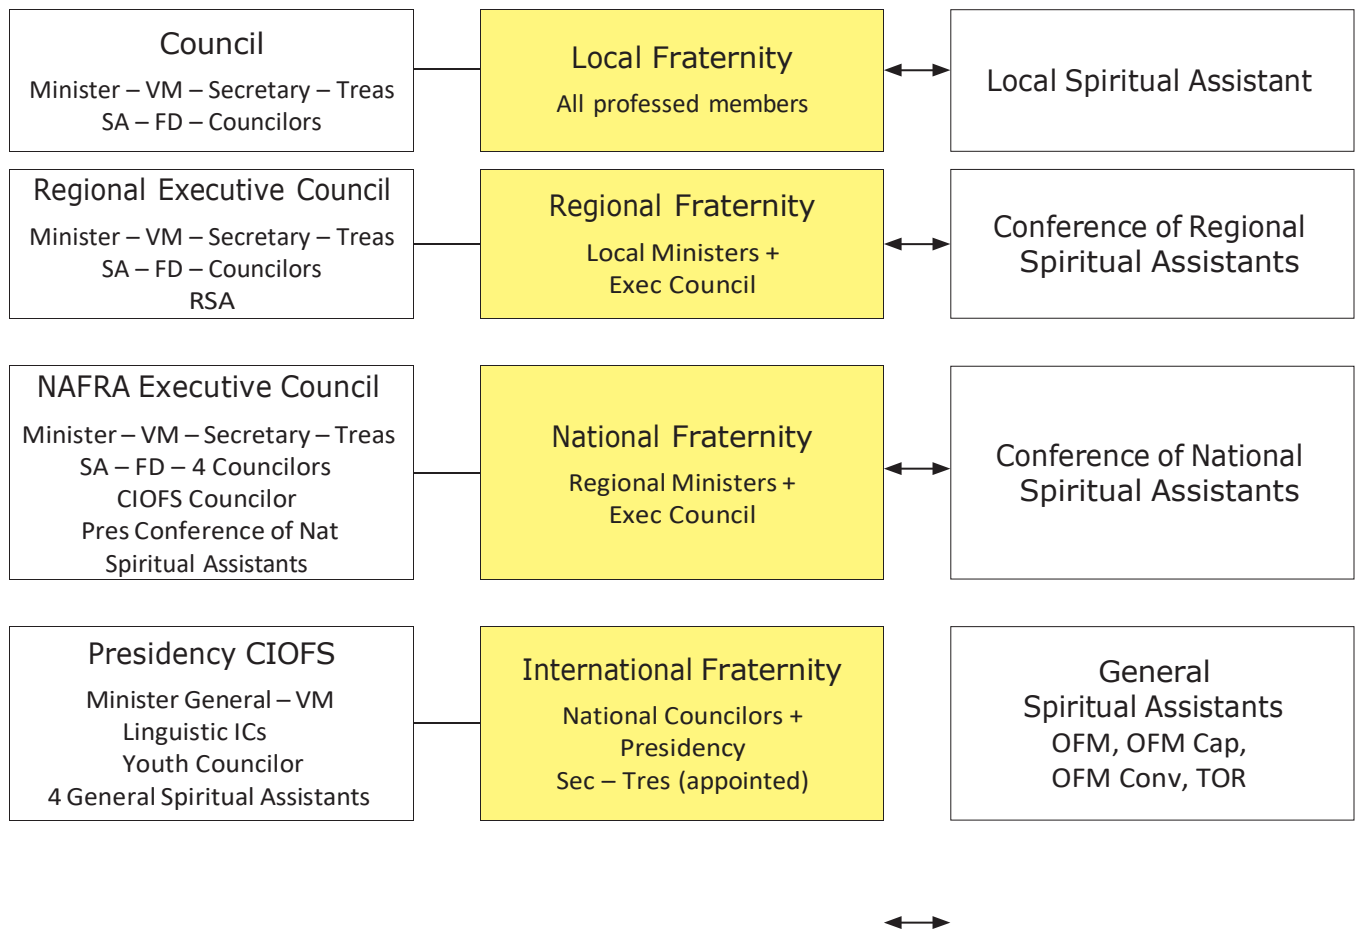 Council
Minister – VM – Secretary – Treas
SA – FD – Councilors
Local Fraternity
All professed members
Local Spiritual Assistant
Regional Executive Council
Minister – VM – Secretary – Treas
SA – FD – Councilors
RSA
Regional Fraternity
Local Ministers +
Exec Council
Conference of Regional
Spiritual Assistants
NAFRA Executive Council
Minister – VM – Secretary – Treas
SA – FD – 4 Councilors
CIOFS Councilor
Pres Conference of Nat
Spiritual Assistants
National Fraternity
Regional Ministers +
Exec Council
Conference of National
Spiritual Assistants
Presidency CIOFS
Minister General – VM
Linguistic ICs
Youth Councilor
4 General Spiritual Assistants
International Fraternity
National Councilors +
Presidency
Sec – Tres (appointed)
General
Spiritual Assistants
OFM, OFM Cap,
OFM Conv, TOR